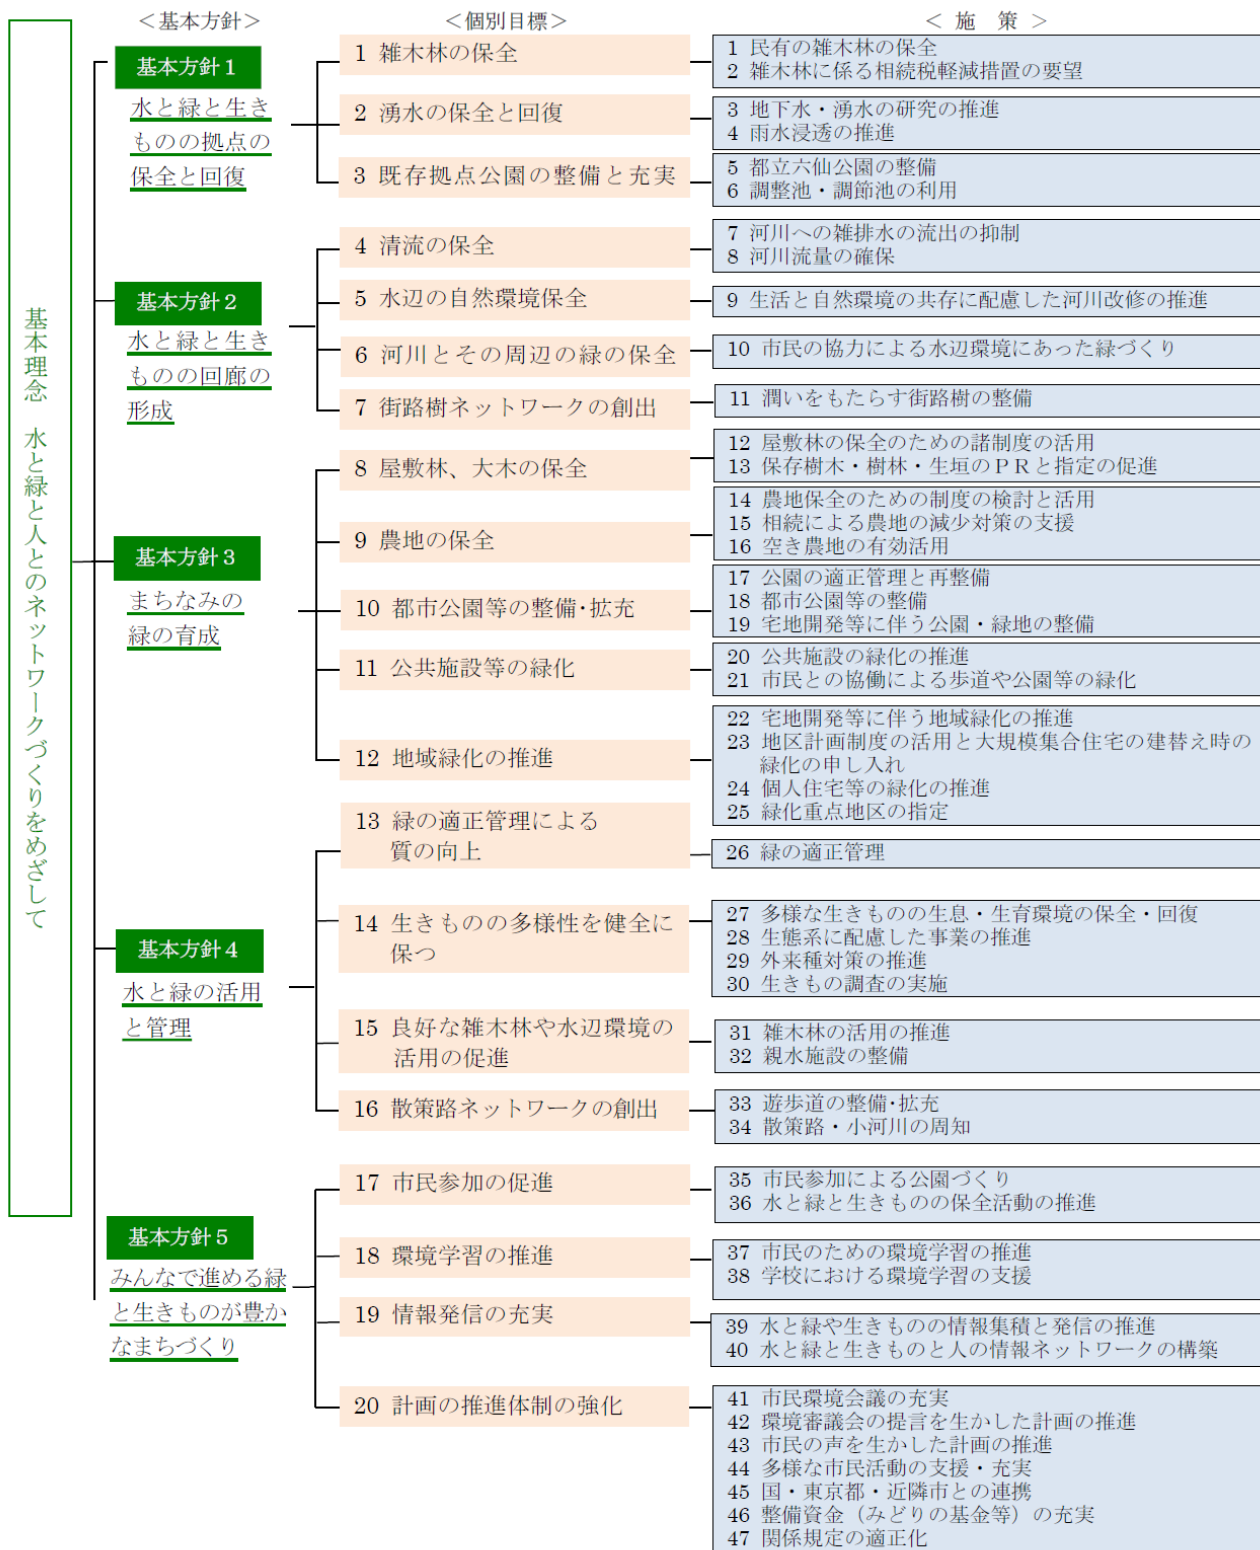 ＜基本方針＞
＜個別目標＞
＜ 施 策 ＞
基本理念 水と緑と人とのネットワークづくりをめざして
基本方針１
水と緑と生き
ものの拠点の
保全と回復
1 雑木林の保全
1 民有の雑木林の保全
2 雑木林に係る相続税軽減措置の要望
2 湧水の保全と回復
3 地下水・湧水の研究の推進
4 雨水浸透の推進
3 既存拠点公園の整備と充実
5 都立六仙公園の整備
6 調整池・調節池の利用
基本方針２
水と緑と生き
ものの回廊の
形成
4 清流の保全
7 河川への雑排水の流出の抑制
8 河川流量の確保
5 水辺の自然環境保全
9 生活と自然環境の共存に配慮した河川改修の推進
6 河川とその周辺の緑の保全
10 市民の協力による水辺環境にあった緑づくり
7 街路樹ネットワークの創出
11 潤いをもたらす街路樹の整備
基本方針３
まちなみの
緑の育成
8 屋敷林、大木の保全
12 屋敷林の保全のための諸制度の活用
13 保存樹木・樹林・生垣のＰＲと指定の促進
9 農地の保全
14 農地保全のための制度の検討と活用
15 相続による農地の減少対策の支援
16 空き農地の有効活用
10 都市公園等の整備・拡充
17 公園の適正管理と再整備
18 都市公園等の整備
19 宅地開発等に伴う公園・緑地の整備
11 公共施設等の緑化
20 公共施設の緑化の推進
21 市民との協働による歩道や公園等の緑化
12 地域緑化の推進
22 宅地開発等に伴う地域緑化の推進
23 地区計画制度の活用と大規模集合住宅の建替え時の
緑化の申し入れ
24 個人住宅等の緑化の推進
25 緑化重点地区の指定
基本方針４
水と緑の活用
と管理
13 緑の適正管理による
質の向上
26 緑の適正管理
14 生きものの多様性を健全に
保つ
27 多様な生きものの生息・生育環境の保全・回復
28 生態系に配慮した事業の推進
29 外来種対策の推進
30 生きもの調査の実施
15 良好な雑木林や水辺環境の
活用の促進
31 雑木林の活用の推進
32 親水施設の整備
16 散策路ネットワークの創出
33 遊歩道の整備・拡充
34 散策路・小河川の周知
基本方針５
みんなで進める緑
と生きものが豊か
なまちづくり
17 市民参加の促進
35 市民参加による公園づくり
36 水と緑と生きものの保全活動の推進
18 環境学習の推進
37 市民のための環境学習の推進
38 学校における環境学習の支援
19 情報発信の充実
39 水と緑や生きものの情報集積と発信の推進
40 水と緑と生きものと人の情報ネットワークの構築
20 計画の推進体制の強化
41 市民環境会議の充実
42 環境審議会の提言を生かした計画の推進
43 市民の声を生かした計画の推進
44 多様な市民活動の支援・充実
45 国・東京都・近隣市との連携
46 整備資金（みどりの基金等）の充実
47 関係規定の適正化